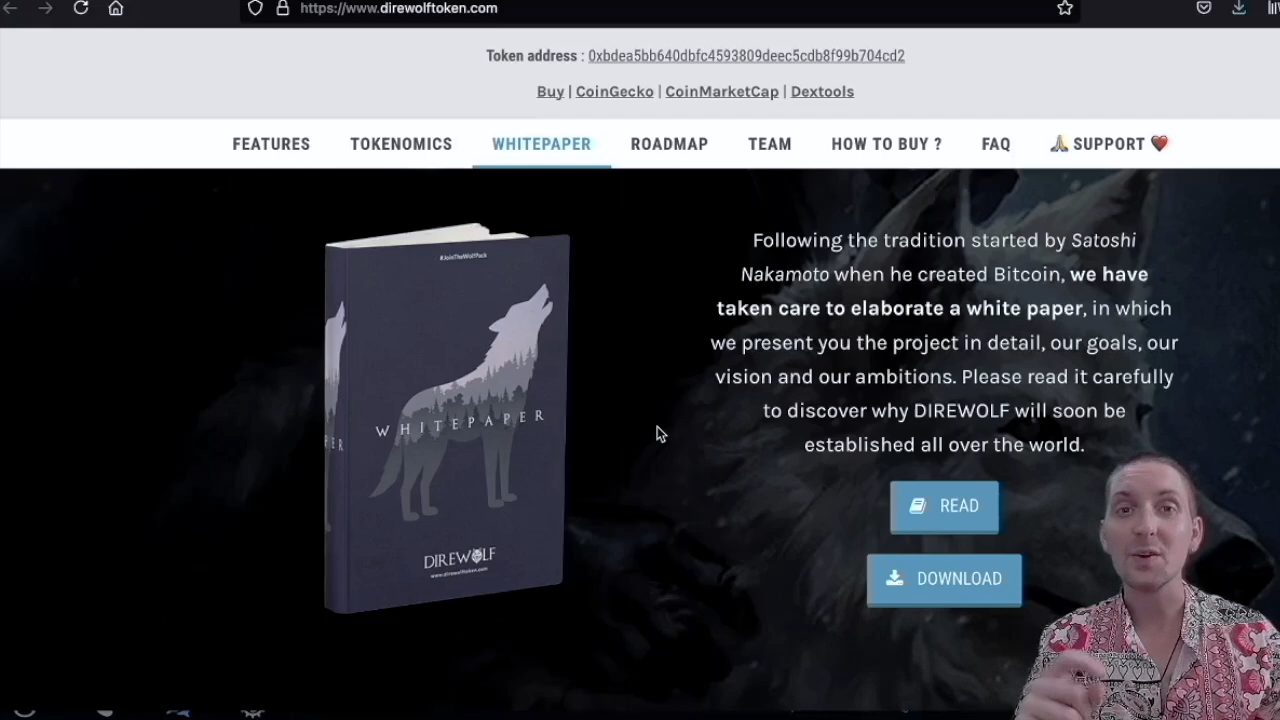 https://www.direwolftoken.com
Token address : 0xbdea5bb640dbfc4593809deec5cdb8f99b704cd2
Buy | CoinGecko | CoinMarketCap | Dextools
FEATURES TOKENOMICS WHITEPAPER ROADMAP TEAM HOW TO BUY ? FAQ 🙏 SUPPORT ❤️
#JoinTheWolfPack
WHITEPAPER
PER
DIREWOLF
www.direwolftoken.com
Following the tradition started by Satoshi
Nakamoto when he created Bitcoin, we have
taken care to elaborate a white paper, in which
we present you the project in detail, our goals, our
vision and our ambitions. Please read it carefully
to discover why DIREWOLF will soon be
established all over the world.
READ
DOWNLOAD